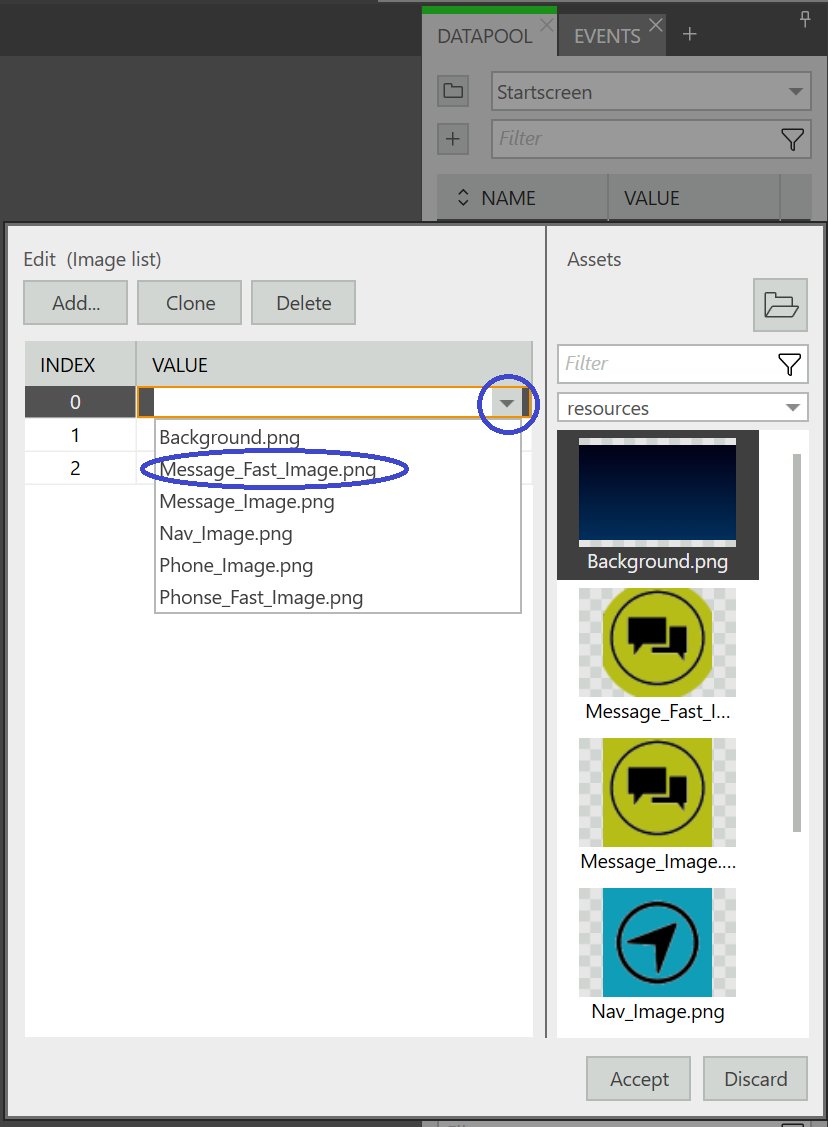 DATAPOOL
EVENTS
Startscreen
Filter
NAME VALUE
Edit (Image list)
Add...
Clone
Delete
INDEX VALUE
0
1
2
Background.png
Message_Fast_Image.png
Message_Image.png
Nav_Image.png
Phone_Image.png
Phonse_Fast_Image.png
Assets
Filter
resources
Background.png
Message_Fast_I...
Message_Image....
Nav_Image.png
Accept
Discard